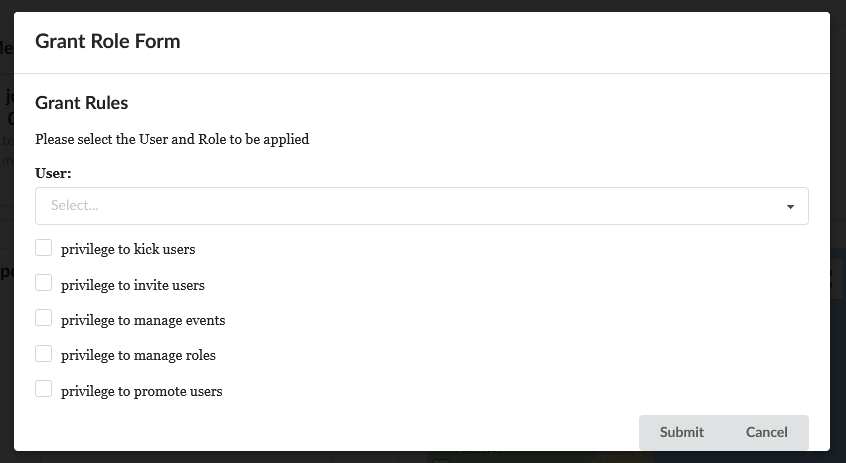 Grant Role Form
Grant Rules
Please select the User and Role to be applied
User:
Select...
privilege to kick users
privilege to invite users
privilege to manage events
privilege to manage roles
privilege to promote users
Submit Cancel